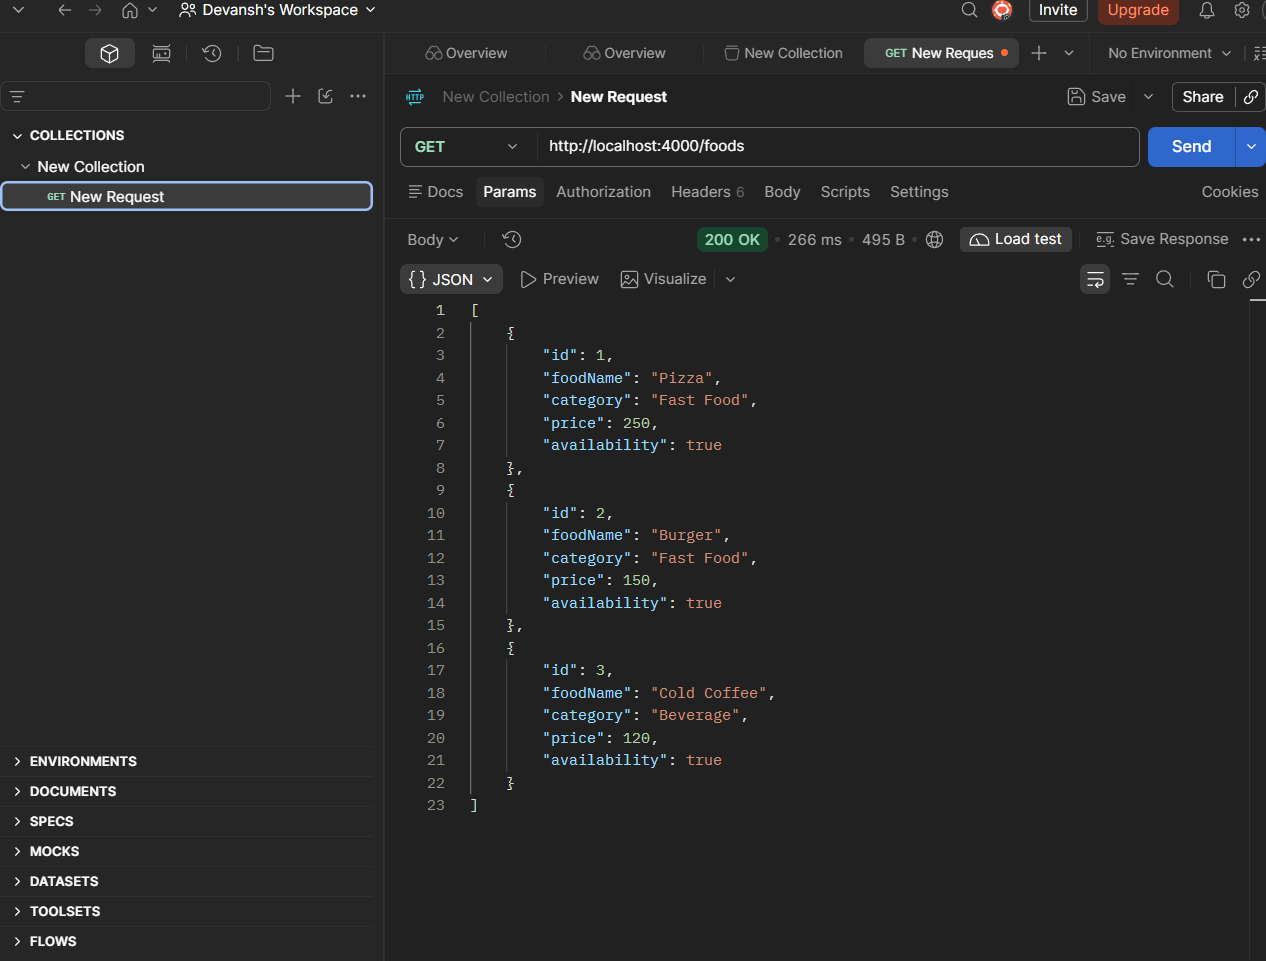 Devansh's Workspace
Invite
Upgrade
Overview
Overview
New Collection
GET New Reques
No Environment
HTTP New Collection > New Request
Save
Share
COLLECTIONS
New Collection
GET New Request
GET http://localhost:4000/foods
Send
Docs Params Authorization Headers 6 Body Scripts Settings Cookies
Body 200 OK • 266 ms • 495 B • Load test e.g. Save Response
{} JSON Preview Visualize
1 [
2 {
3 "id": 1,
4 "foodName": "Pizza",
5 "category": "Fast Food",
6 "price": 250,
7 "availability": true
8 },
9 {
10 "id": 2,
11 "foodName": "Burger",
12 "category": "Fast Food",
13 "price": 150,
14 "availability": true
15 },
16 {
17 "id": 3,
18 "foodName": "Cold Coffee",
19 "category": "Beverage",
20 "price": 120,
21 "availability": true
22 }
23 ]
ENVIRONMENTS
DOCUMENTS
SPECS
MOCKS
DATASETS
TOOLSETS
FLOWS